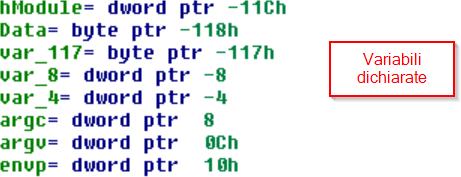 hModule= dword ptr -11Ch
Data= byte ptr -118h
var_117= byte ptr -117h
var_8= dword ptr -8
var_4= dword ptr -4
argc= dword ptr  8
argv= dword ptr  0Ch
envp= dword ptr  10h
Variabili
dichiarate